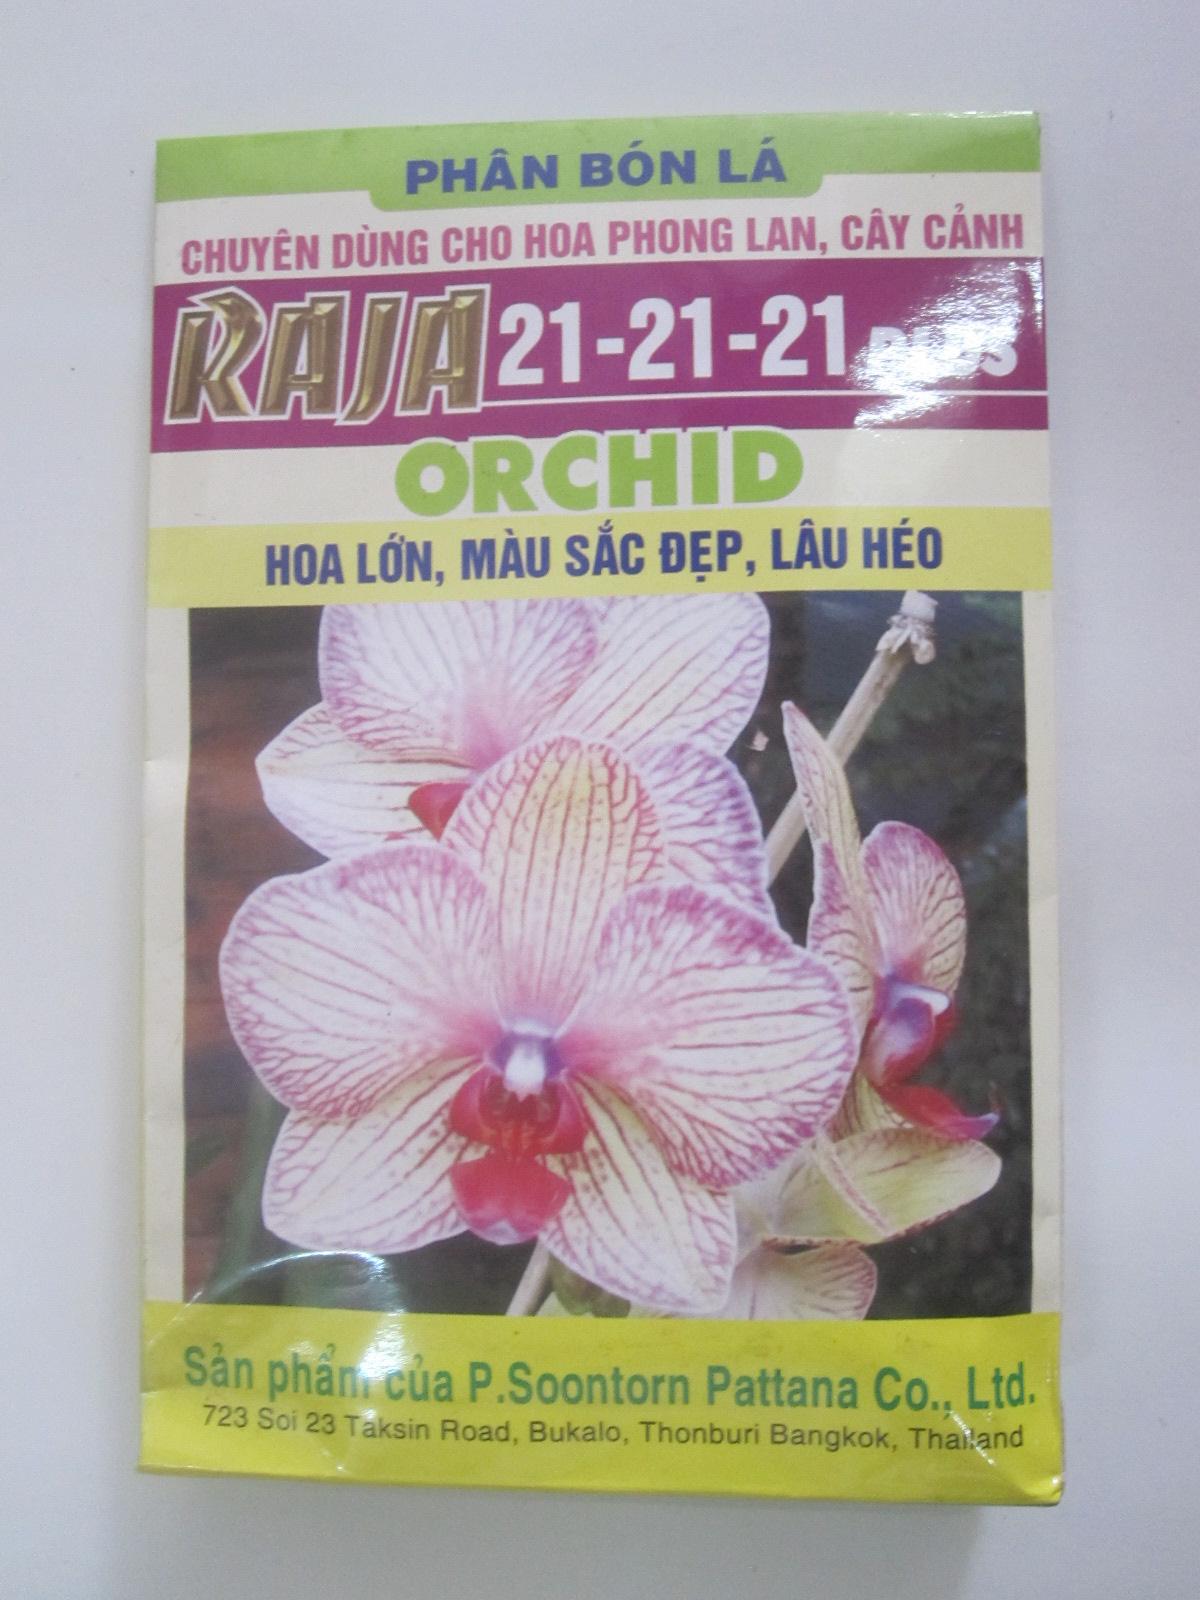 PHÂN BÓN LÁ
CHUYÊN DÙNG CHO HOA PHONG LAN, CÂY CẢNH
RAJA 21-21-21 PLUS
ORCHID
HOA LỚN, MÀU SẮC ĐẸP, LÂU HÉO
Sản phẩm của P.Soontorn Pattana Co., Ltd.
723 Soi 23 Taksin Road, Bukalo, Thonburi Bangkok, Thailand